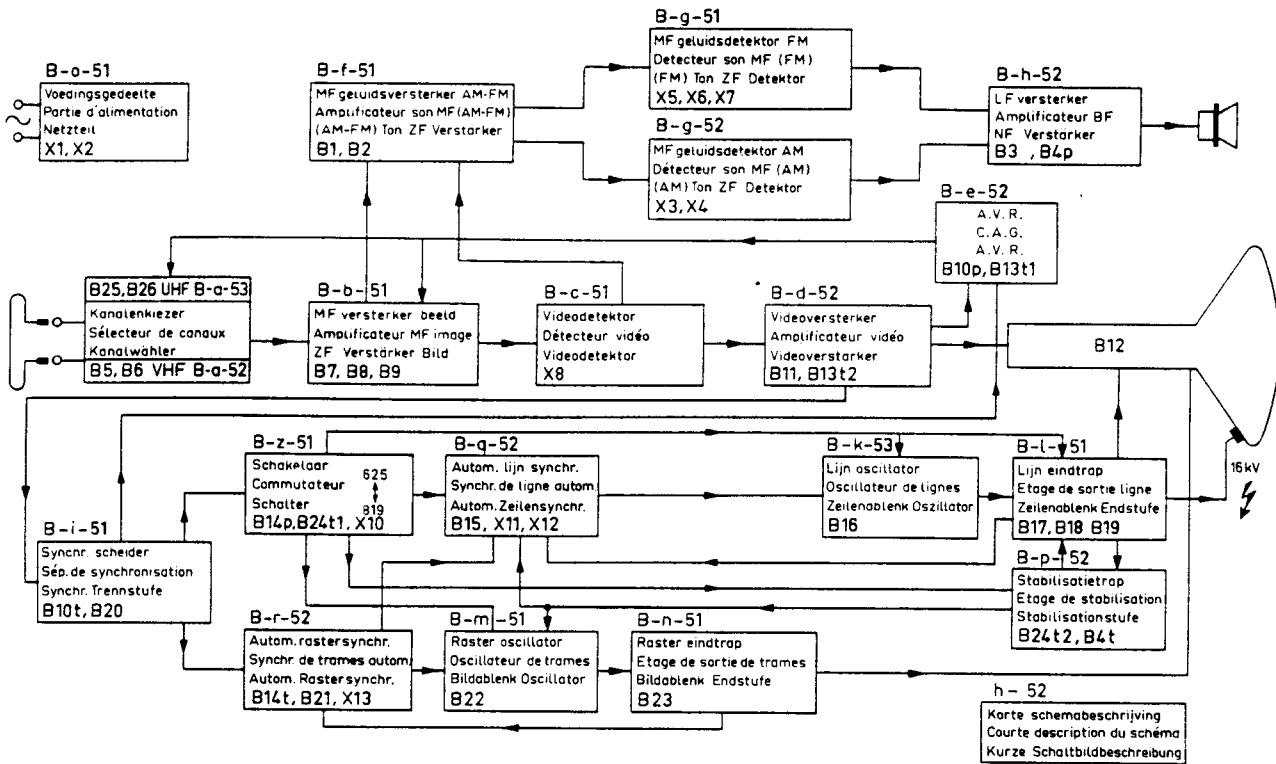 B-o-51
Voedingsgedeelte
Partie d'alimentation
Netzteil
X1, X2
B-f-51
MF geluidsversterker AM-FM
Amplificateur son MF(AM-FM)
(AM-FM) Ton ZF Verstärker
B1, B2
B-g-51
MF geluidsdetektor FM
Detecteur son MF (FM)
(FM) Ton ZF Detektor
X5, X6, X7
B-g-52
MF geluidsdetektor AM
Détecteur son MF (AM)
(AM) Ton ZF Detektor
X3, X4
B-h-52
LF versterker
Amplificateur BF
NF Verstärker
B3 , B4p
B-e-52
A.V.R.
C.A.G.
A.V.R.
B10p, B13t1
B25, B26 UHF B-a-53
Kanalenkiezer
Sélecteur de canaux
Kanalwähler
B5, B6 VHF B-a-52
B-b-51
MF versterker beeld
Amplificateur MF image
ZF Verstärker Bild
B7, B8, B9
B-c-51
Videodetektor
Détecteur vidéo
Videodetektor
X8
B-d-52
Videoversterker
Amplificateur vidéo
Videoverstarker
B11, B13t2
B12
16kV
B-z-51
Schakelaar
Commutateur
Schalter
625
819
B14p, B24t1, X10
B-q-52
Autom. lijn synchr.
Synchr. de ligne autom.
Autom. Zeilensynchr.
B15, X11, X12
B-k-53
Lijn oscillator
Oscillateur de lignes
Zeilenablenk Oszillator
B16
B-l-51
Lijn eindtrap
Etage de sortie ligne
Zeilenablenk Endstufe
B17, B18 B19
B-i-51
Synchr. scheider
Sép. de synchronisation
Synchr. Trennstufe
B10t, B20
B-p-52
Stabilisatietrap
Etage de stabilisation
Stabilisationstufe
B24t2, B4t
B-r-52
Autom. rastersynchr.
Synchr. de trames autom.
Autom. Rastersynchr.
B14t, B21, X13
B-m-51
Raster oscillator
Oscillateur de trames
Bildablenk Oscillator
B22
B-n-51
Raster eindtrap
Etage de sortie de trames
Bildablenk Endstufe
B23
h-52
Korte schemabeschrijving
Courte description du schéma
Kurze Schaltbildbeschreibung